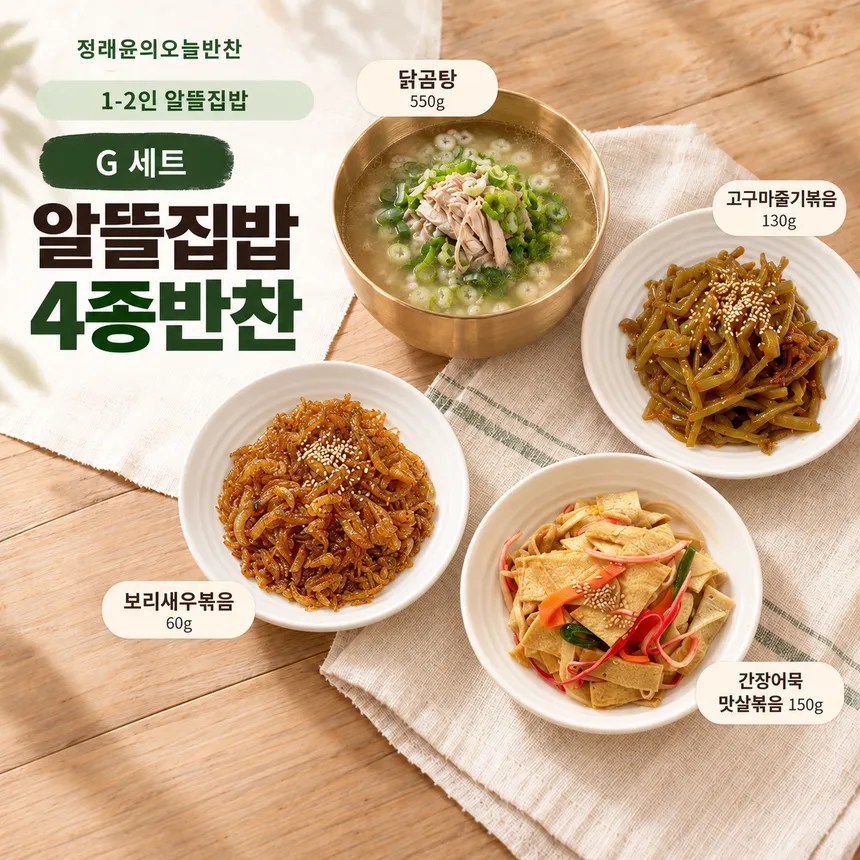 정래윤의오늘반찬
1-2인 알뜰집밥
G 세트
알뜰집밥
4종반찬
닭곰탕
550g
고구마줄기볶음
130g
보리새우볶음
60g
간장어묵
맛살볶음 150g